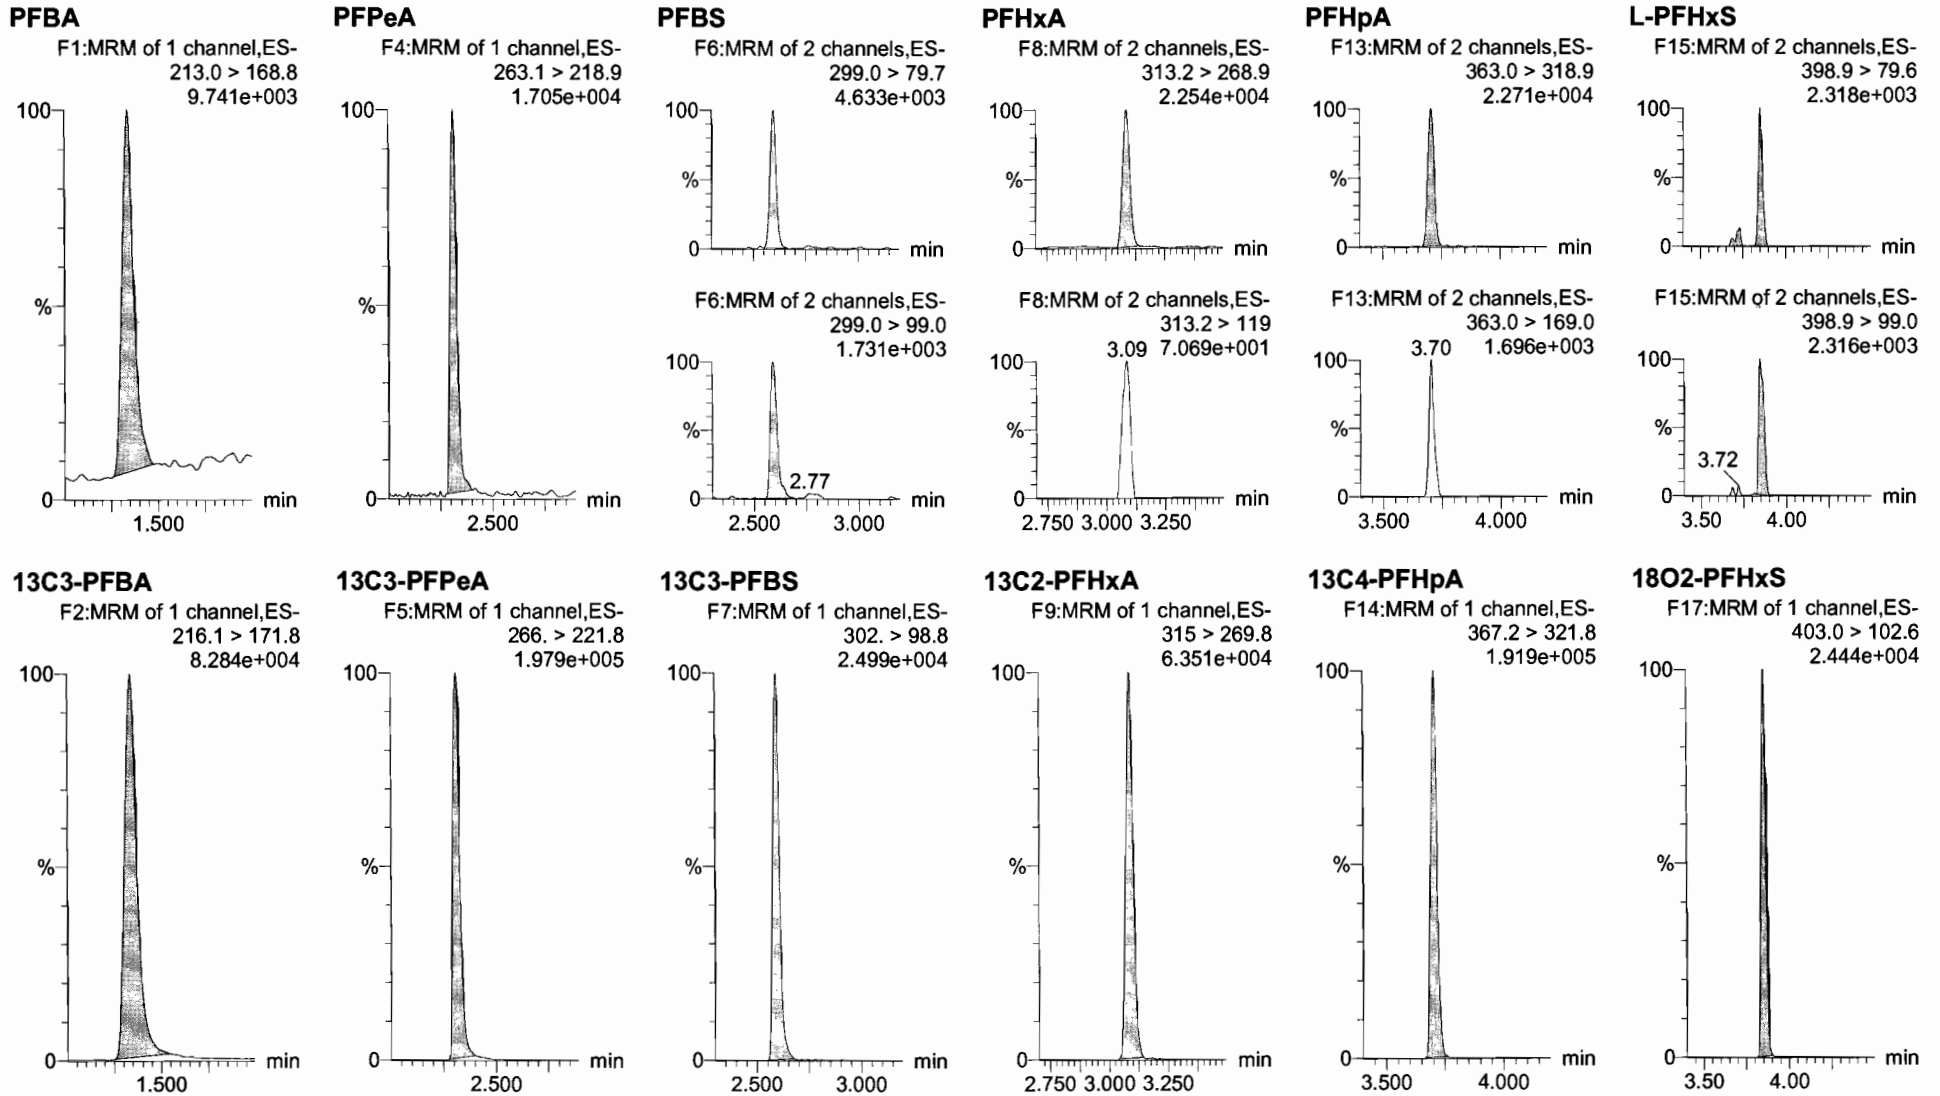 PFBA
F1:MRM of 1 channel,ES-
213.0 > 168.8
9.741e+003
100
%
0
min
1.500
PFPeA
F4:MRM of 1 channel,ES-
263.1 > 218.9
1.705e+004
100
%
0
min
2.500
PFBS
F6:MRM of 2 channels,ES-
299.0 > 79.7
4.633e+003
100
%
0
min
F6:MRM of 2 channels,ES-
299.0 > 99.0
1.731e+003
100
%
2.77
0
min
2.500 3.000
PFHxA
F8:MRM of 2 channels,ES-
313.2 > 268.9
2.254e+004
100
%
0
min
F8:MRM of 2 channels,ES-
313.2 > 119
3.09 7.069e+001
100
%
0
min
2.750 3.000 3.250
PFHpA
F13:MRM of 2 channels,ES-
363.0 > 318.9
2.271e+004
100
%
0
min
F13:MRM of 2 channels,ES-
363.0 > 169.0
3.70 1.696e+003
100
%
0
min
3.500 4.000
L-PFHxS
F15:MRM of 2 channels,ES-
398.9 > 79.6
2.318e+003
100
%
0
min
F15:MRM of 2 channels,ES-
398.9 > 99.0
2.316e+003
100
%
3.72
0
min
3.50 4.00
13C3-PFBA
F2:MRM of 1 channel,ES-
216.1 > 171.8
8.284e+004
100
%
0
min
1.500
13C3-PFPeA
F5:MRM of 1 channel,ES-
266. > 221.8
1.979e+005
100
%
0
min
2.500
13C3-PFBS
F7:MRM of 1 channel,ES-
302. > 98.8
2.499e+004
100
%
0
min
2.500 3.000
13C2-PFHxA
F9:MRM of 1 channel,ES-
315 > 269.8
6.351e+004
100
%
0
min
2.750 3.000 3.250
13C4-PFHpA
F14:MRM of 1 channel,ES-
367.2 > 321.8
1.919e+005
100
%
0
min
3.500 4.000
18O2-PFHxS
F17:MRM of 1 channel,ES-
403.0 > 102.6
2.444e+004
100
%
0
min
3.50 4.00